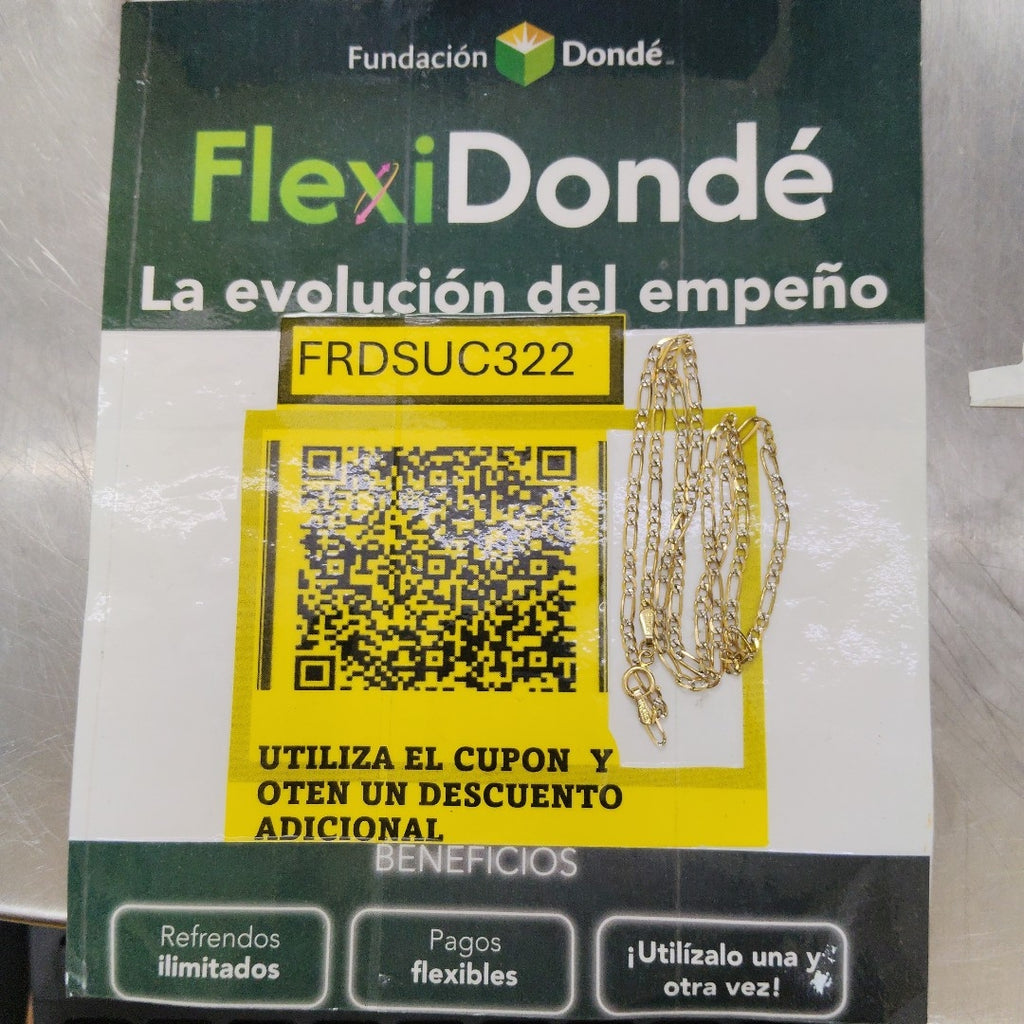 Fundación Dondé
FlexiDondé
La evolución del empeño
FRDSUC322
UTILIZA EL CUPON Y
OTEN UN DESCUENTO
ADICIONAL
BENEFICIOS
Refrendos
ilimitados
Pagos
flexibles
¡Utilízalo una y
otra vez!